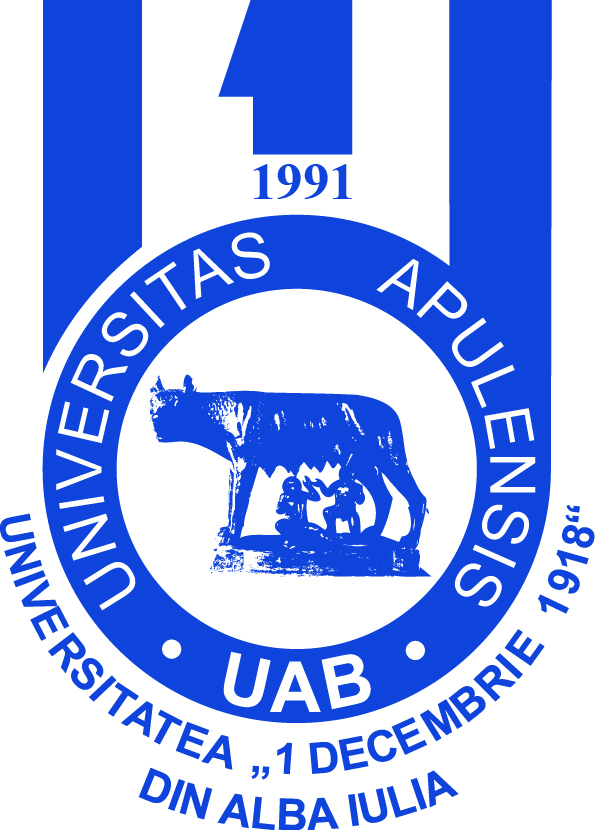 1991
UNIVERSITAS APULENSIS
• UAB •
UNIVERSITATEA „1 DECEMBRIE 1918“
DIN ALBA IULIA